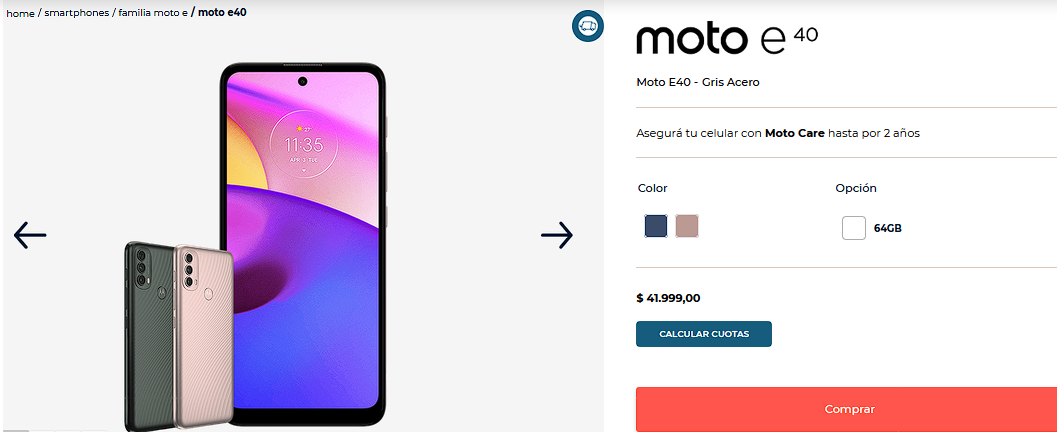 home / smartphones / familia moto e / moto e40
moto e 40
Moto E40 - Gris Acero
Asegurá tu celular con Moto Care hasta por 2 años
Color
Opción
64GB
$ 41.999,00
CALCULAR CUOTAS
Comprar
11:35
APR 3 TUE